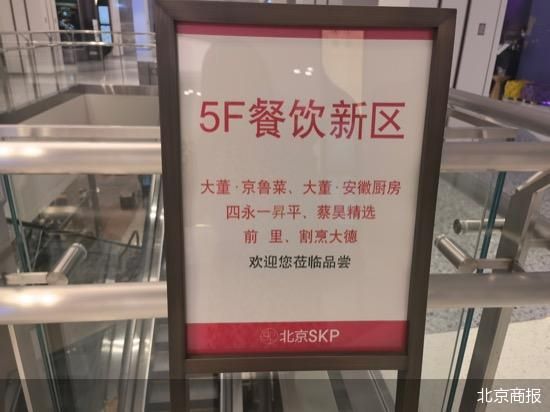 5F餐饮新区
大董·京鲁菜、大董·安徽厨房
四永一昇平、蔡昊精选
前 里、割烹大德
欢迎您莅临品尝
北京SKP
北京商报